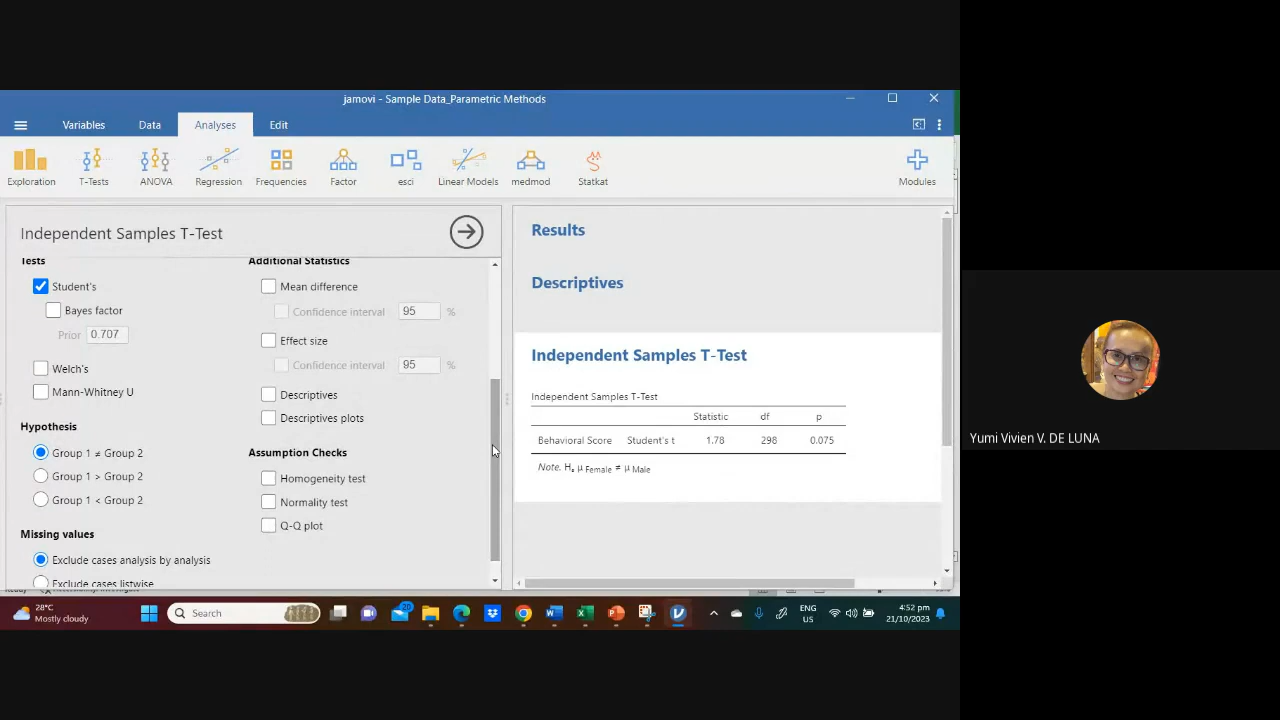 jamovi - Sample Data_Parametric Methods
Variables
Data
Analyses
Edit
Exploration
T-Tests
ANOVA
Regression
Frequencies
Factor
esci
Linear Models
medmod
Statkat
Modules
Independent Samples T-Test
Tests
Student's
Bayes factor
Prior 0.707
Welch's
Mann-Whitney U
Hypothesis
Group 1 ≠ Group 2
Group 1 > Group 2
Group 1 < Group 2
Missing values
Exclude cases analysis by analysis
Exclude cases listwise
Additional Statistics
Mean difference
Confidence interval 95 %
Effect size
Confidence interval 95 %
Descriptives
Descriptives plots
Assumption Checks
Homogeneity test
Normality test
Q-Q plot
Results
Descriptives
Independent Samples T-Test
Independent Samples T-Test
Statistic df p
Behavioral Score Student's t 1.78 298 0.075
Note. Hₐ μ Female ≠ μ Male
Yumi Vivien V. DE LUNA
28°C
Mostly cloudy
Search
20
ENG
US
4:52 pm
21/10/2023